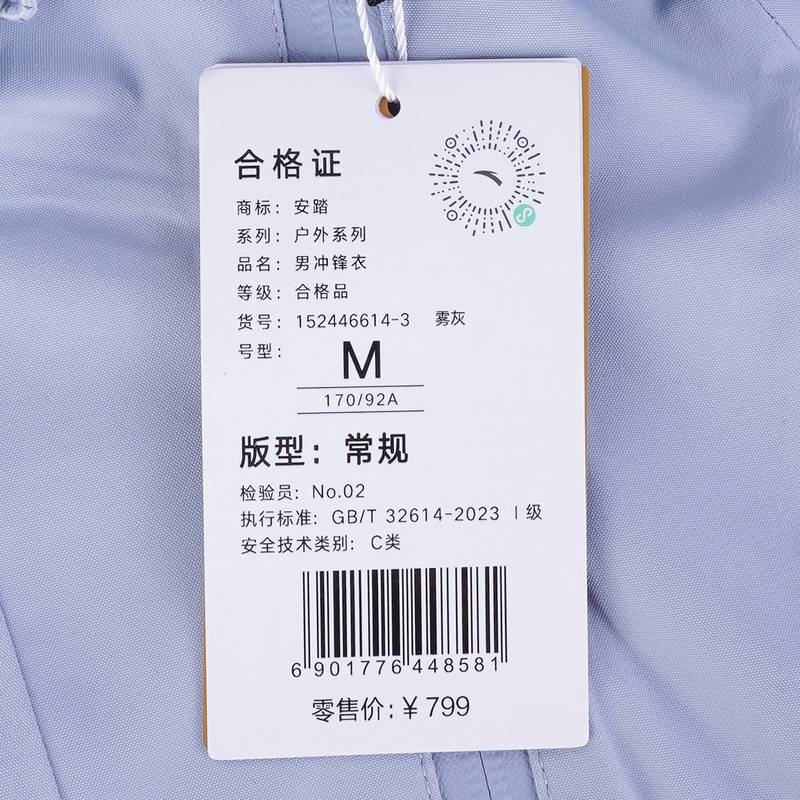 合格证
商标：安踏
系列：户外系列
品名：男冲锋衣
等级：合格品
货号：152446614-3 雾灰
号型：
M
170/92A
版型：常规
检验员：No.02
执行标准：GB/T 32614-2023 Ⅰ级
安全技术类别：C类
6 901776 448581
零售价:￥799